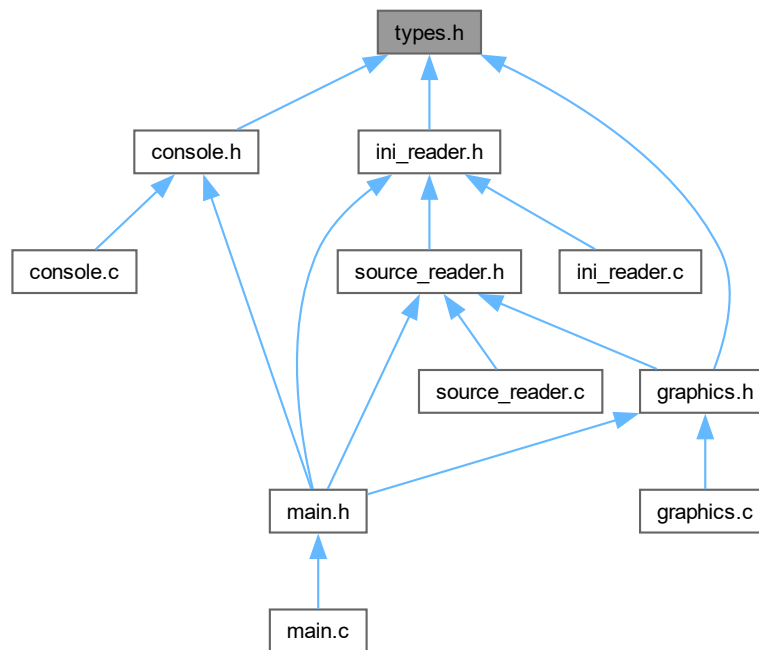 types.h
console.h
ini_reader.h
console.c
source_reader.h
ini_reader.c
source_reader.c
graphics.h
main.h
graphics.c
main.c